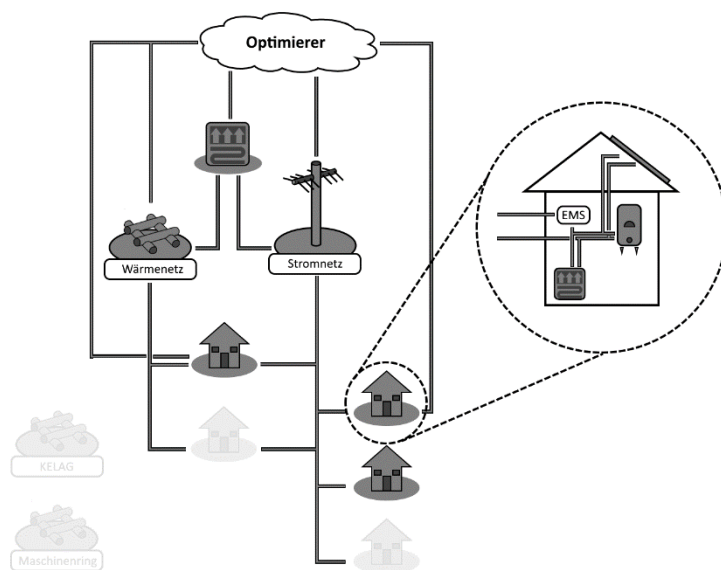 Optimierer
Wärmenetz
Stromnetz
EMS
KELAG
Maschinenring